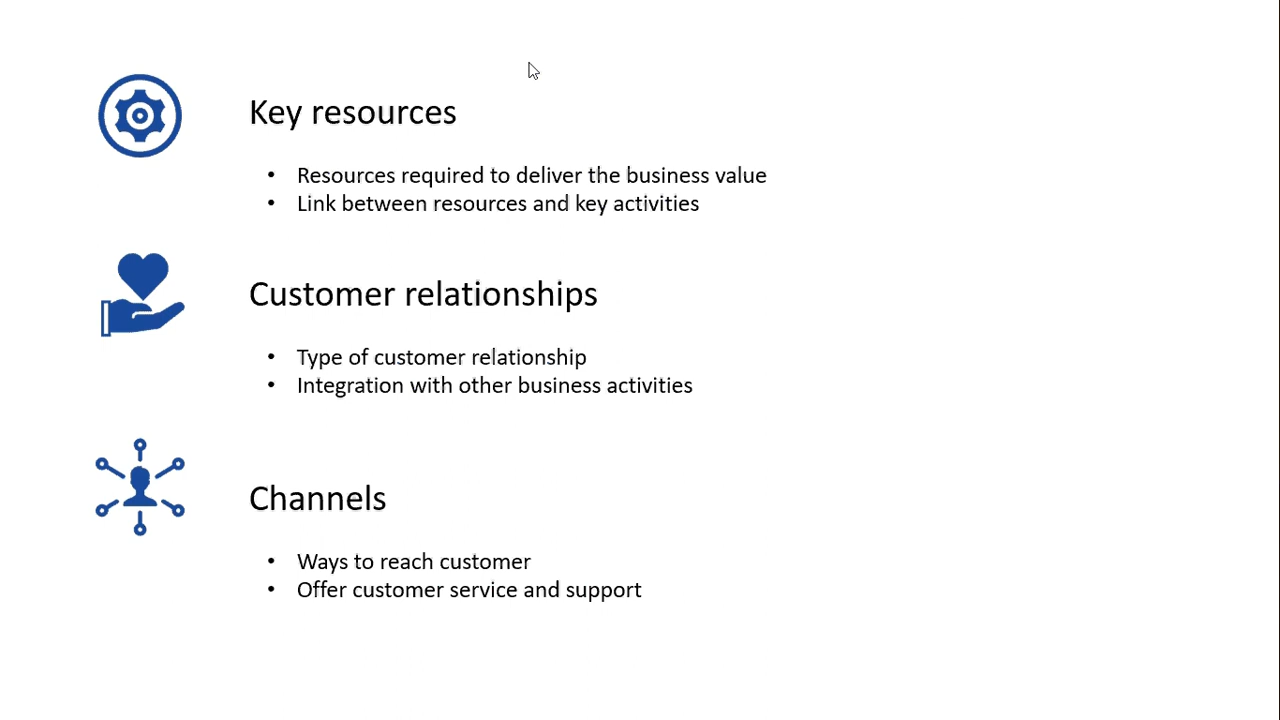 Key resources
• Resources required to deliver the business value
• Link between resources and key activities
Customer relationships
• Type of customer relationship
• Integration with other business activities
Channels
• Ways to reach customer
• Offer customer service and support